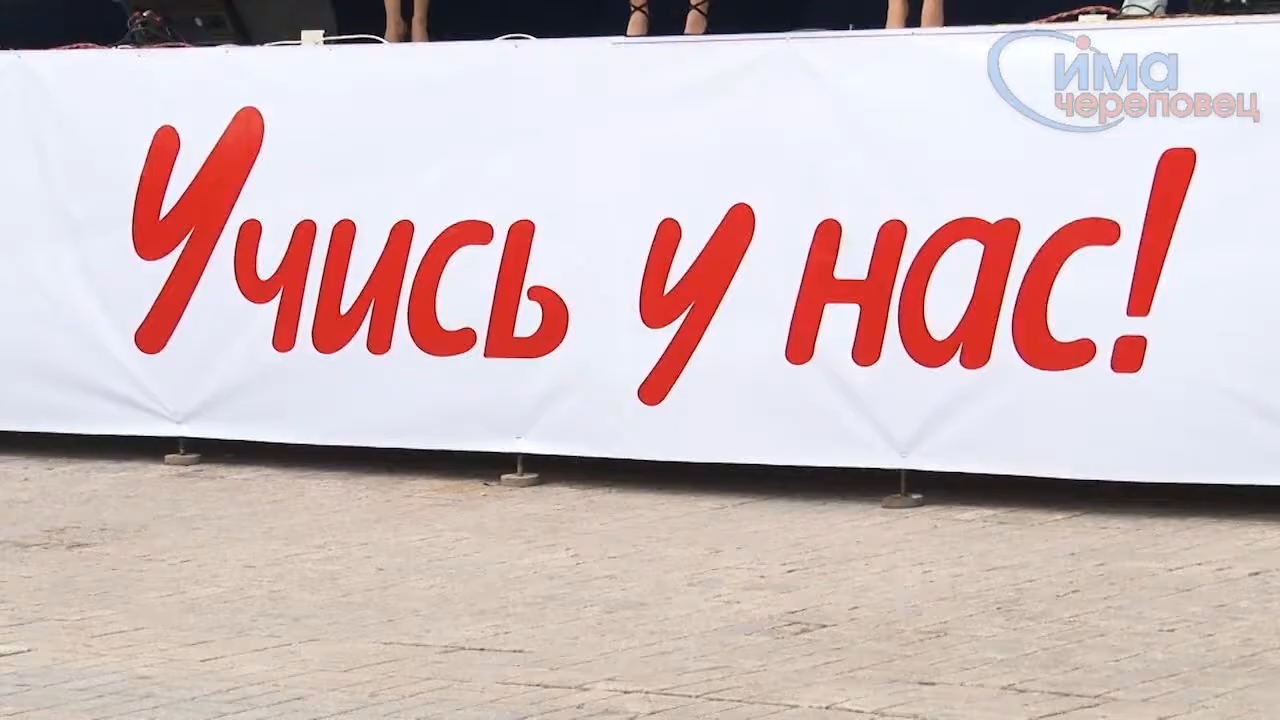 има
череповец
Учись у нас!